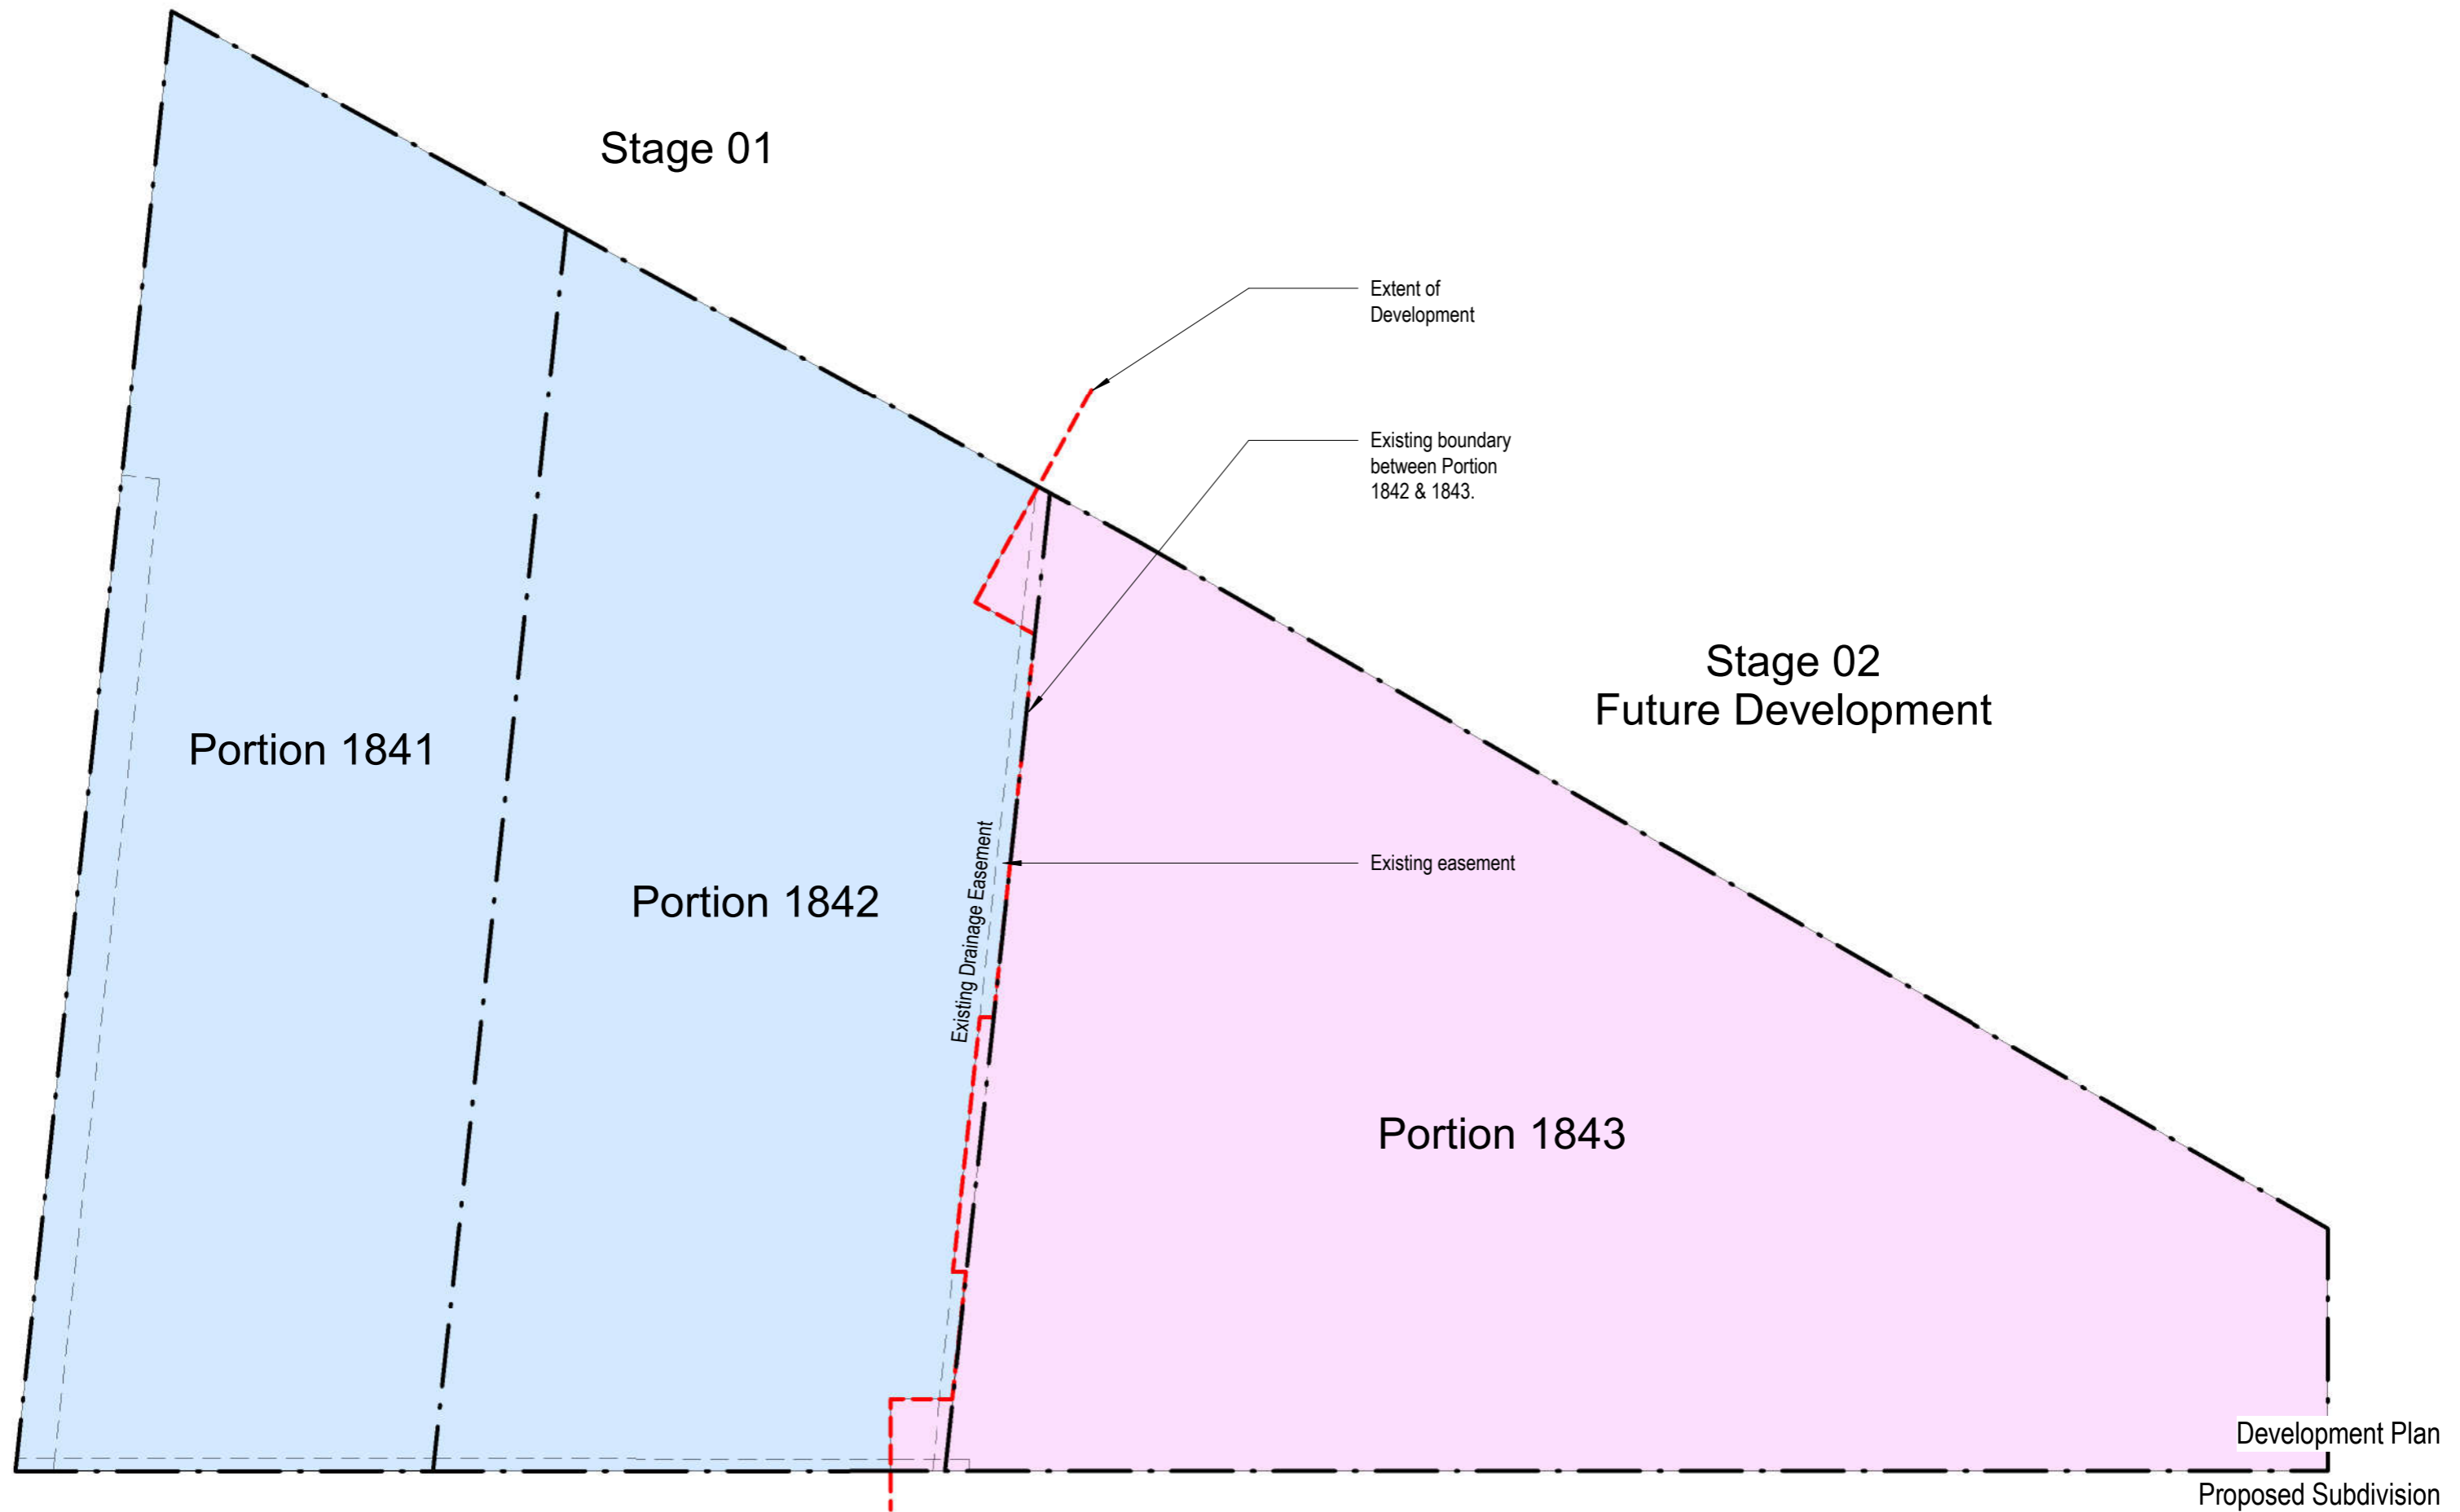 Stage 01
Extent of
Development
Existing boundary
between Portion
1842 & 1843.
Stage 02
Future Development
Portion 1841
Existing easement
Portion 1842
Existing Drainage Easement
Portion 1843
Development Plan
Proposed Subdivision